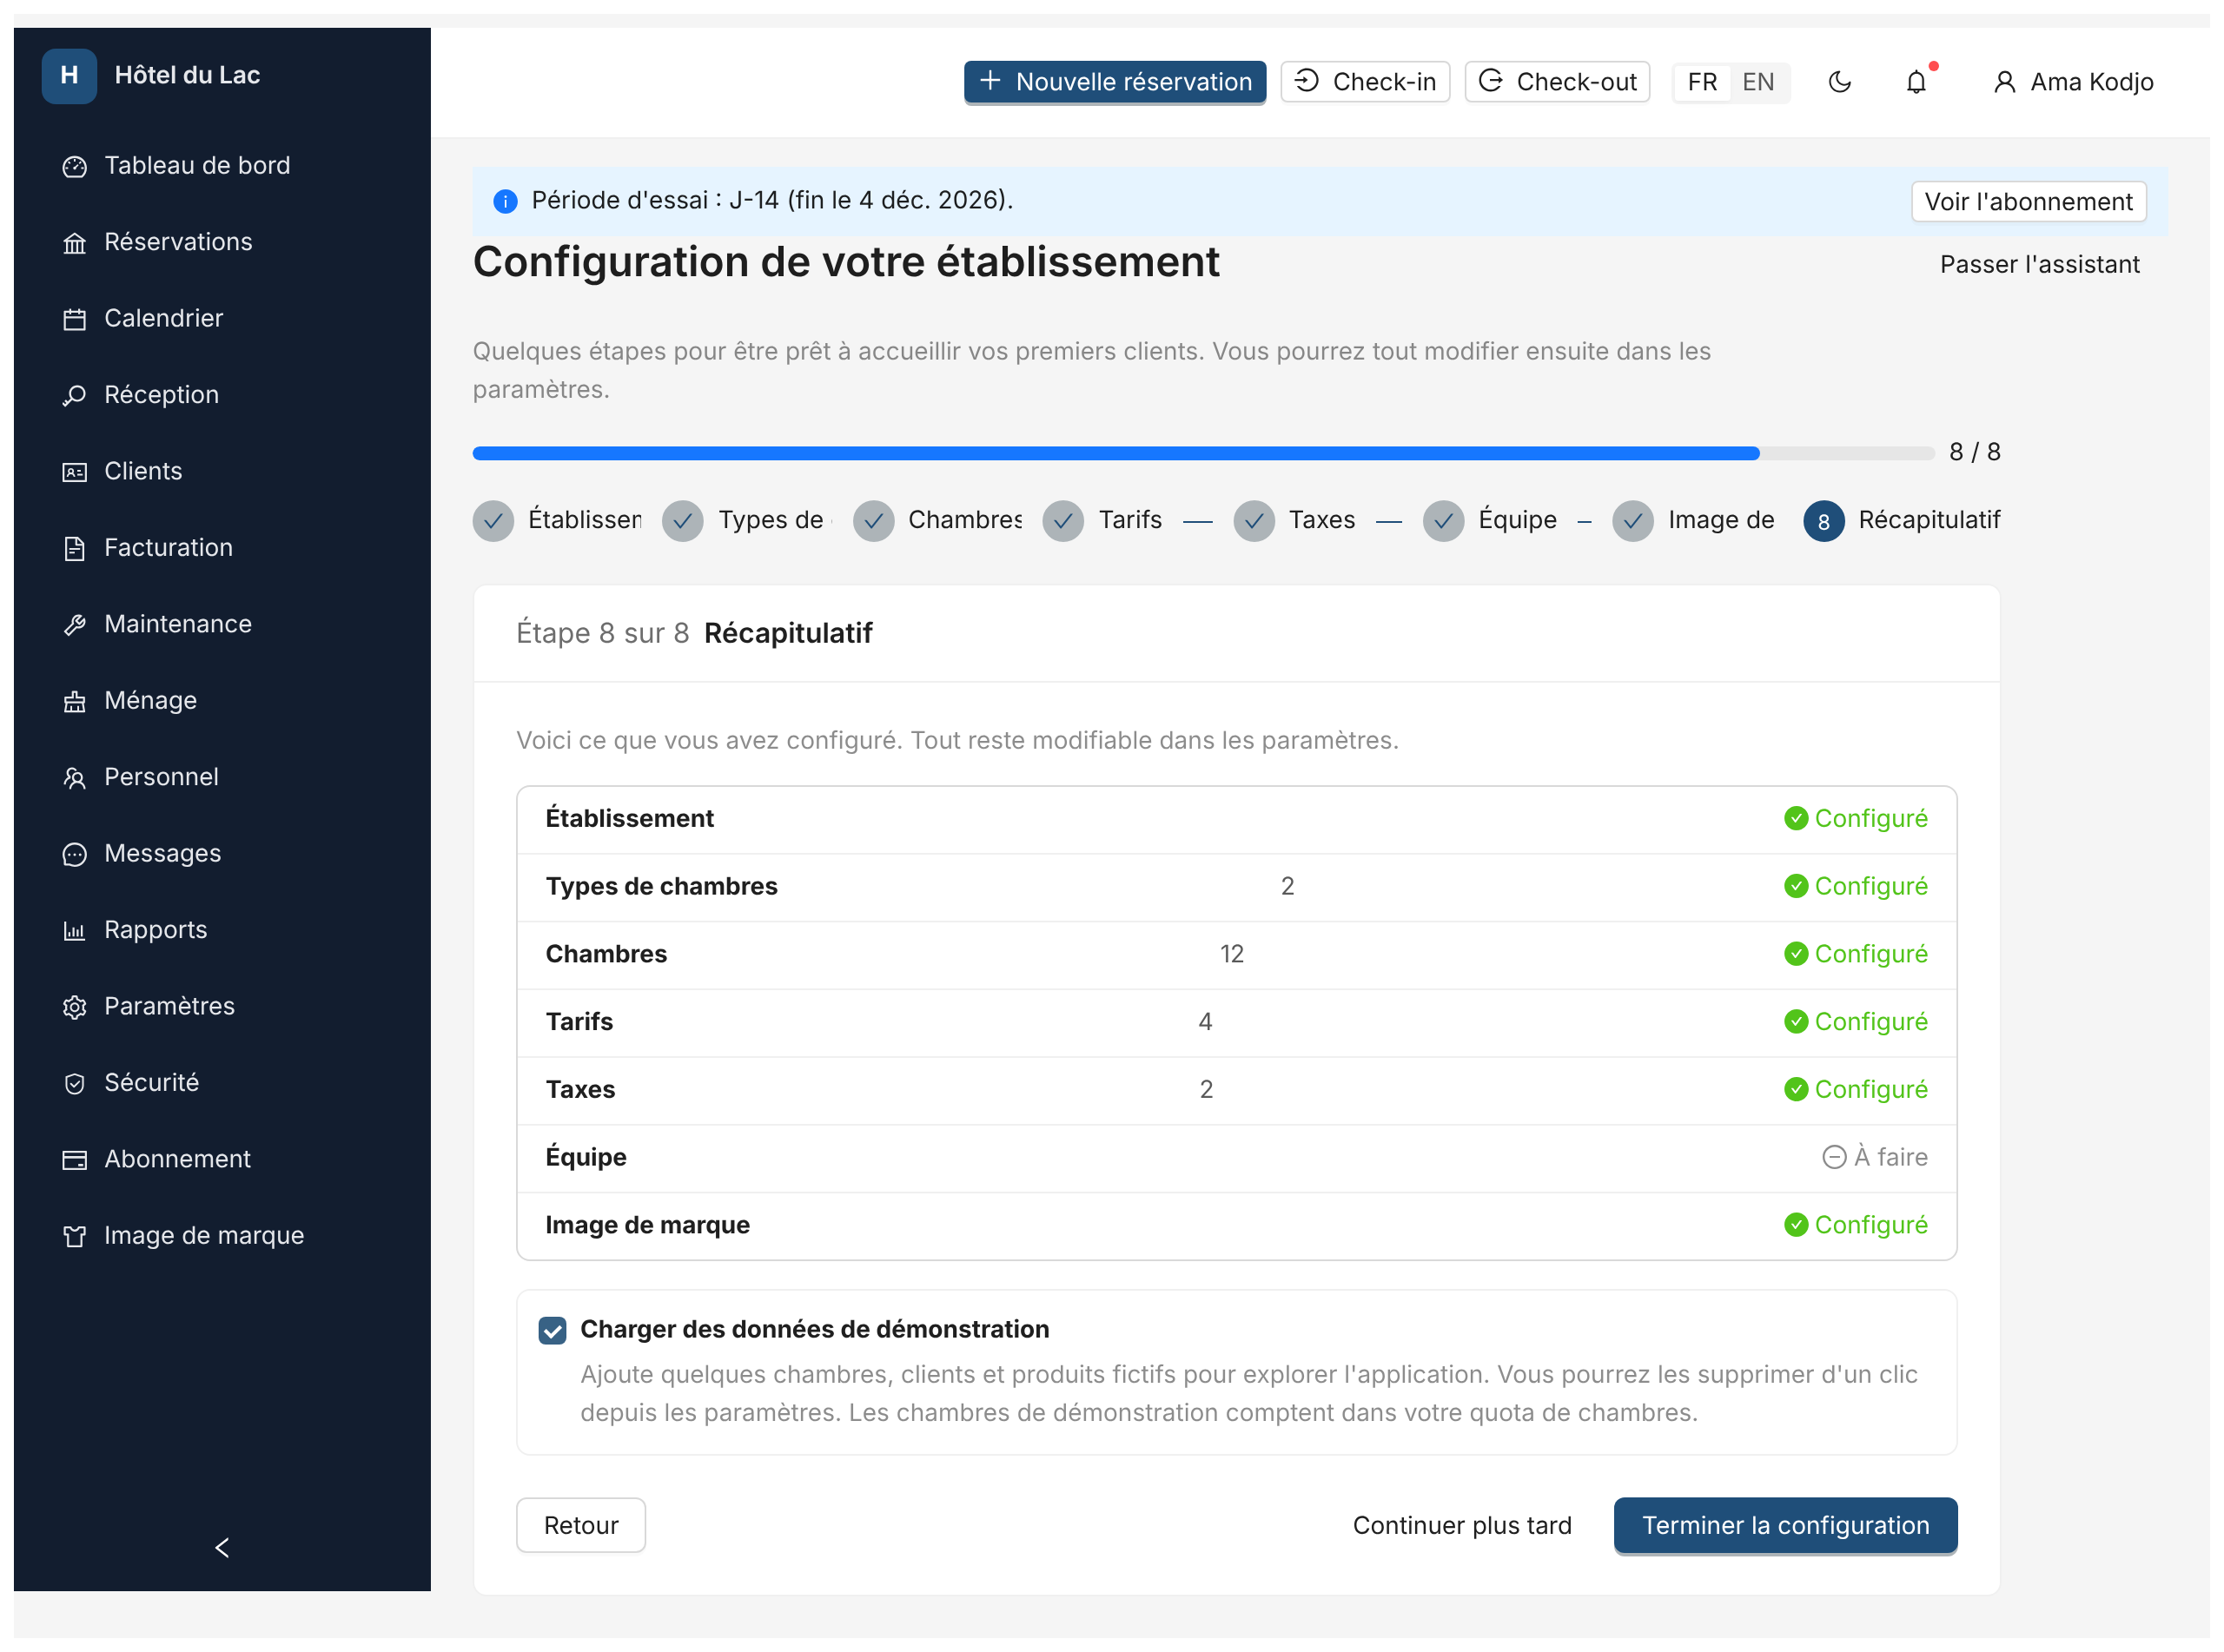 H Hôtel du Lac
Nouvelle réservation Check-in Check-out FR EN Ama Kodjo
Tableau de bord
Réservations
Calendrier
Réception
Clients
Facturation
Maintenance
Ménage
Personnel
Messages
Rapports
Paramètres
Sécurité
Abonnement
Image de marque
Période d'essai : J-14 (fin le 4 déc. 2026). Voir l'abonnement
Configuration de votre établissement Passer l'assistant
Quelques étapes pour être prêt à accueillir vos premiers clients. Vous pourrez tout modifier ensuite dans les
paramètres.
8 / 8
Établissen Types de Chambres Tarifs Taxes Équipe Image de 8 Récapitulatif
Étape 8 sur 8 Récapitulatif
Voici ce que vous avez configuré. Tout reste modifiable dans les paramètres.
Établissement Configuré
Types de chambres 2 Configuré
Chambres 12 Configuré
Tarifs 4 Configuré
Taxes 2 Configuré
Équipe À faire
Image de marque Configuré
Charger des données de démonstration
Ajoute quelques chambres, clients et produits fictifs pour explorer l'application. Vous pourrez les supprimer d'un clic
depuis les paramètres. Les chambres de démonstration comptent dans votre quota de chambres.
Retour Continuer plus tard Terminer la configuration